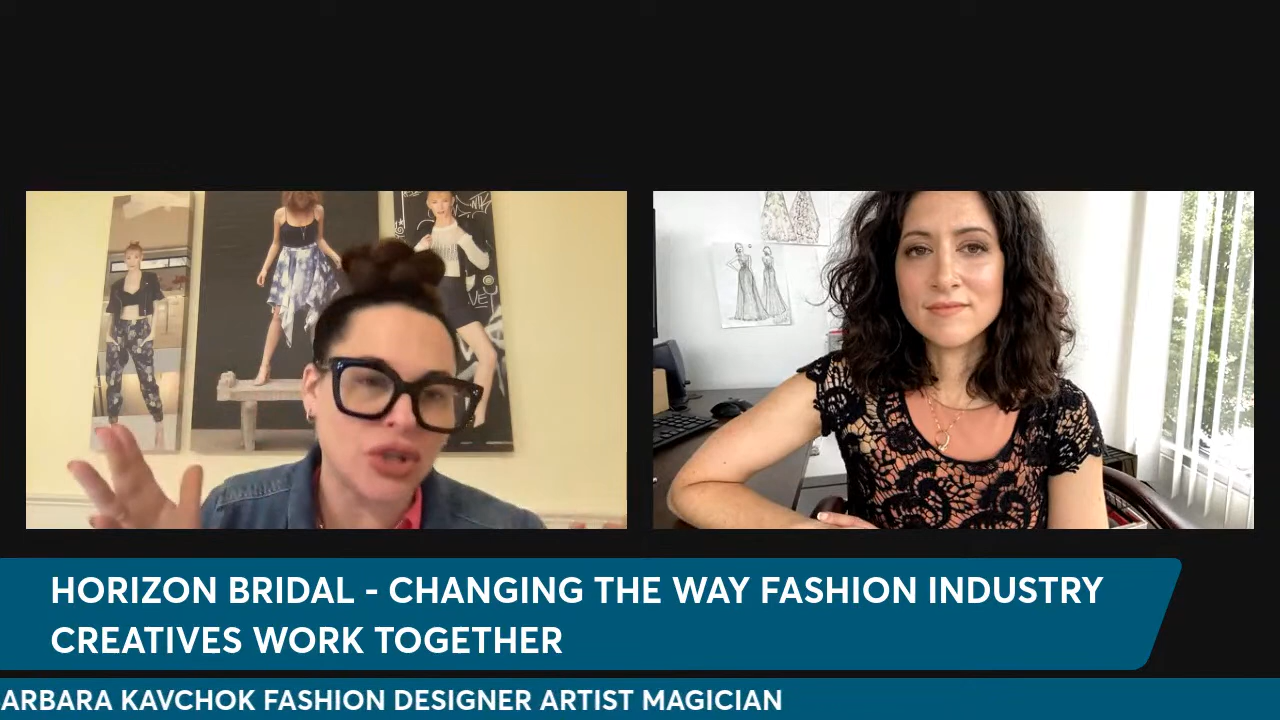 HORIZON BRIDAL - CHANGING THE WAY FASHION INDUSTRY
CREATIVES WORK TOGETHER
ARBARA KAVCHOK FASHION DESIGNER ARTIST MAGICIAN